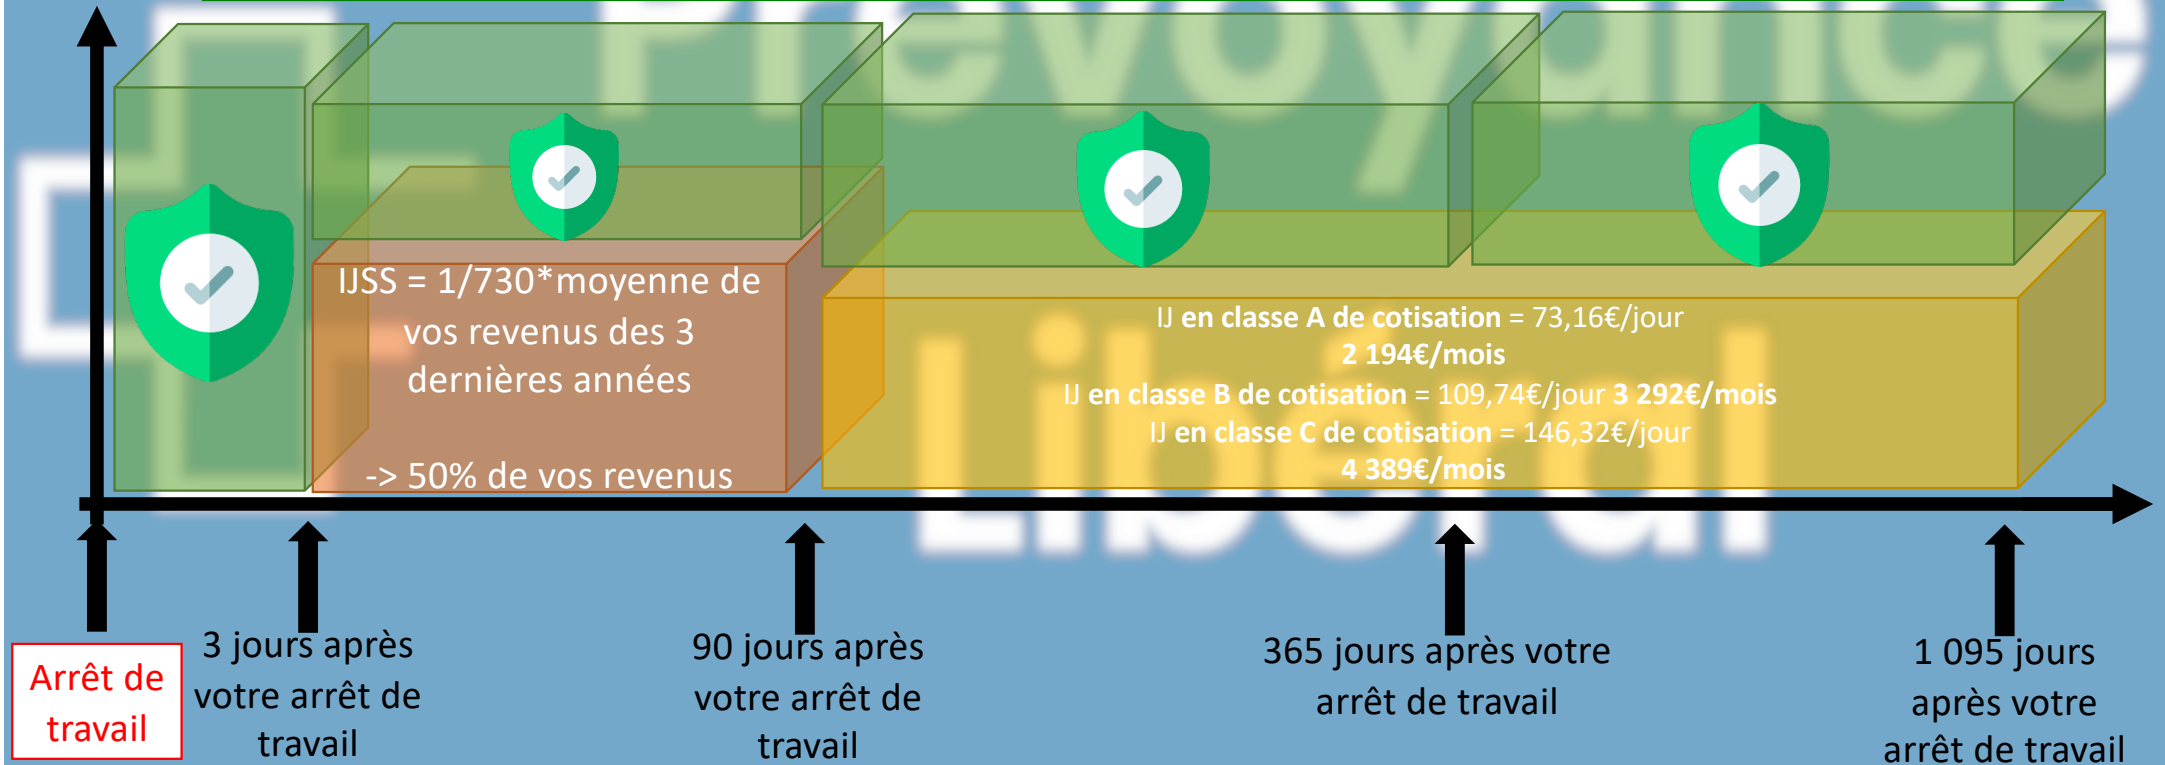 Prévoyance
IJSS = 1/730*moyenne de
vos revenus des 3
dernières années
-> 50% de vos revenus
Libéral
IJ en classe A de cotisation = 73,16€/jour
2 194€/mois
IJ en classe B de cotisation = 109,74€/jour 3 292€/mois
IJ en classe C de cotisation = 146,32€/jour
4 389€/mois
Arrêt de
travail
3 jours après
votre arrêt de
travail
90 jours après
votre arrêt de
travail
365 jours après votre
arrêt de travail
1 095 jours
après votre
arrêt de travail